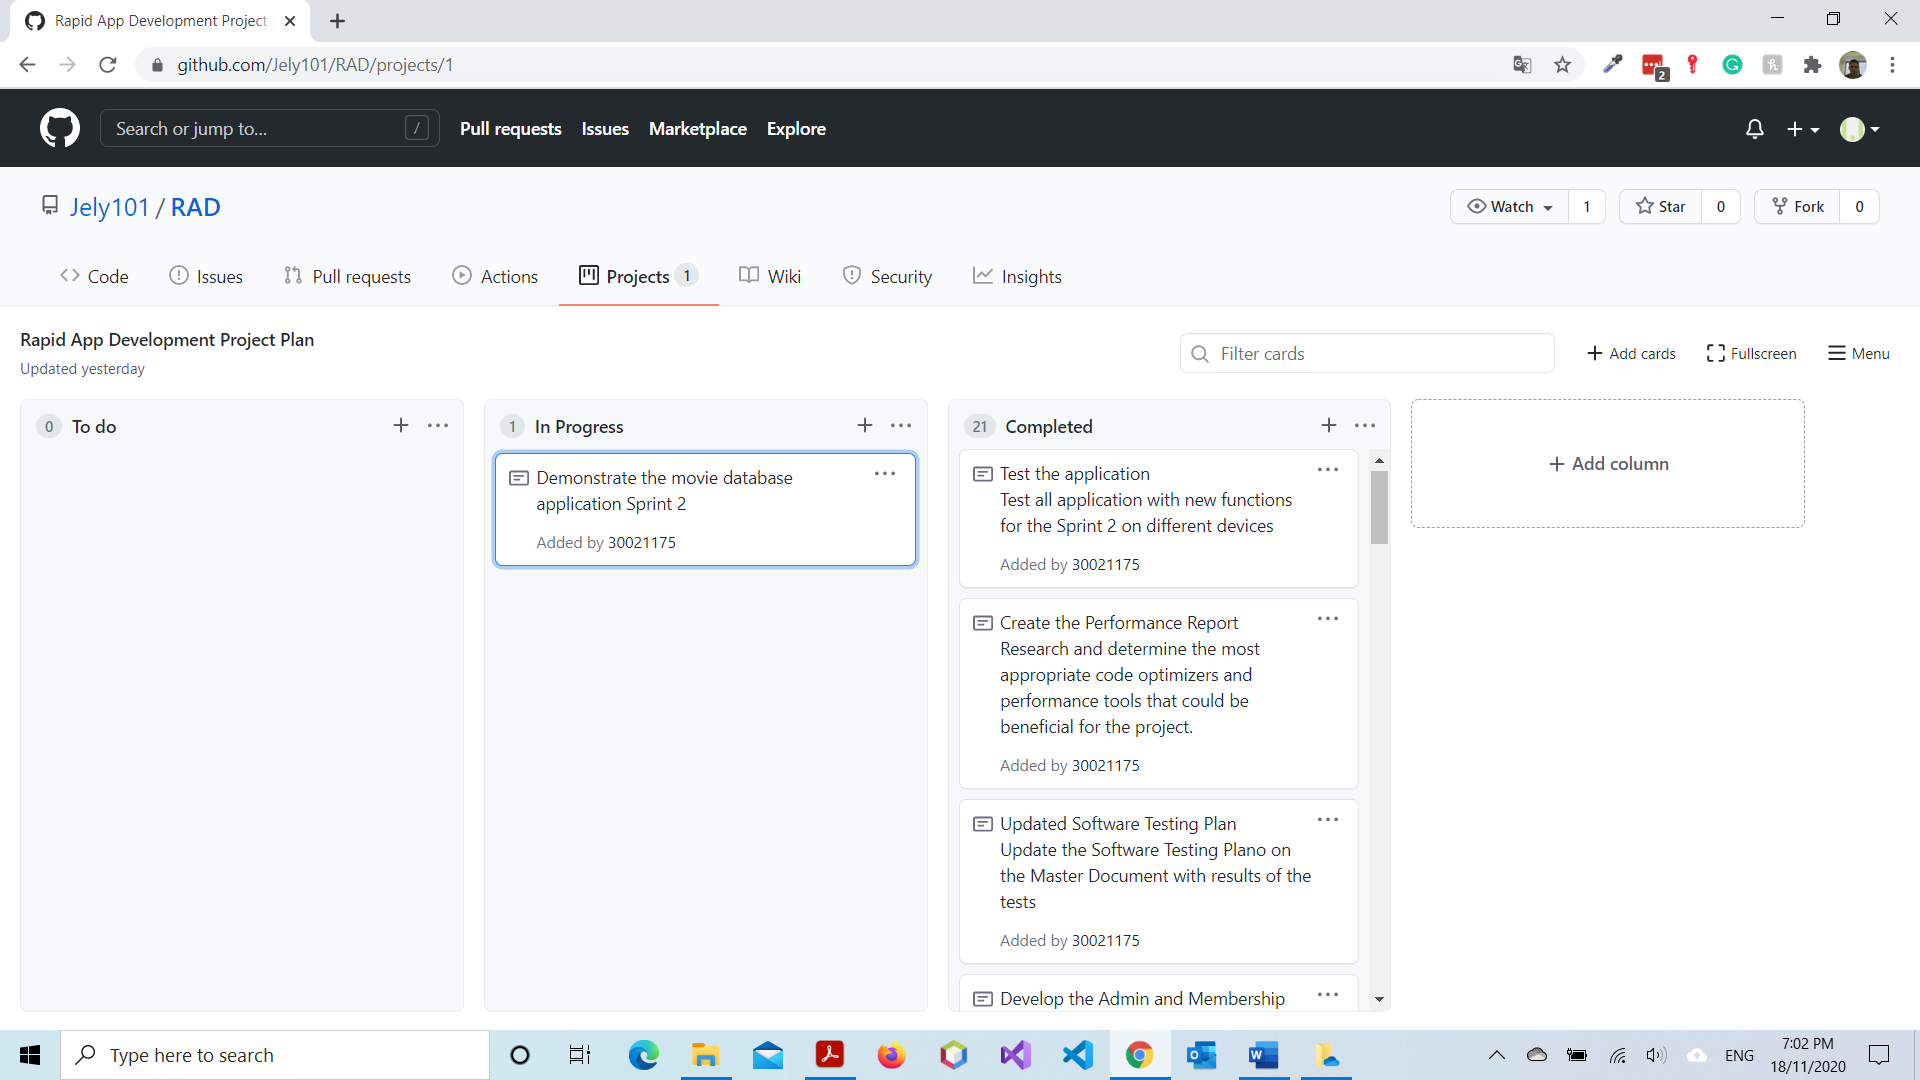 Rapid App Development Project
github.com/Jely101/RAD/projects/1
2
Search or jump to...
/
Pull requests
Issues
Marketplace
Explore
Jely101 / RAD
Watch
1
Star
0
Fork
0
Code
Issues
Pull requests
Actions
Projects
1
Wiki
Security
Insights
Rapid App Development Project Plan
Updated yesterday
Filter cards
Add cards
Fullscreen
Menu
0
To do
1
In Progress
Demonstrate the movie database
application Sprint 2
Added by 30021175
21
Completed
Test the application
Test all application with new functions
for the Sprint 2 on different devices
Added by 30021175
Create the Performance Report
Research and determine the most
appropriate code optimizers and
performance tools that could be
beneficial for the project.
Added by 30021175
Updated Software Testing Plan
Update the Software Testing Plano on
the Master Document with results of the
tests
Added by 30021175
Develop the Admin and Membership
Add column
Type here to search
ENG
7:02 PM
18/11/2020